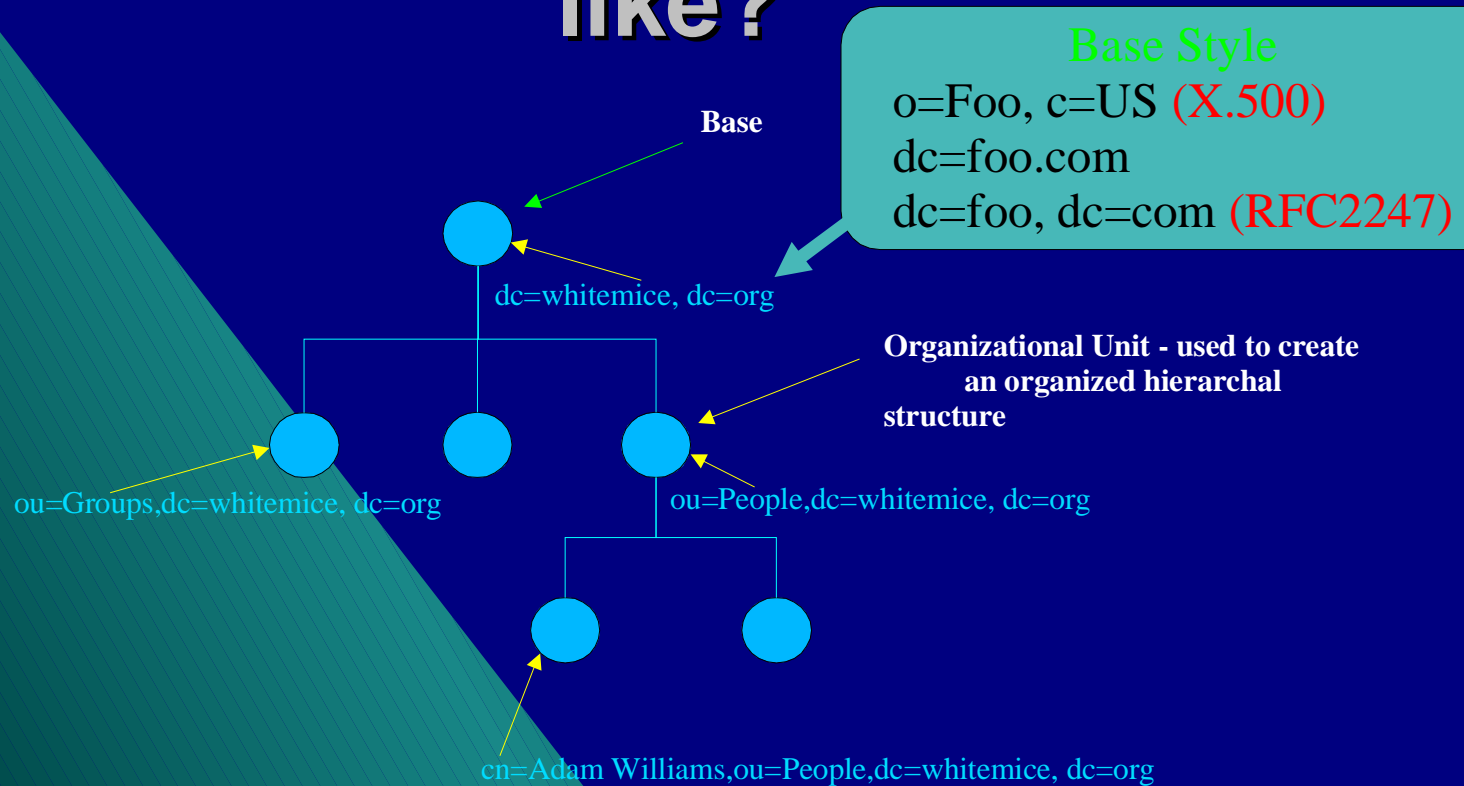 like?
Base Style
o=Foo, c=US (X.500)
dc=foo.com
dc=foo, dc=com (RFC2247)
Base
dc=whitemice, dc=org
Organizational Unit - used to create
an organized hierarchal
structure
ou=Groups,dc=whitemice, dc=org
ou=People,dc=whitemice, dc=org
cn=Adam Williams,ou=People,dc=whitemice, dc=org